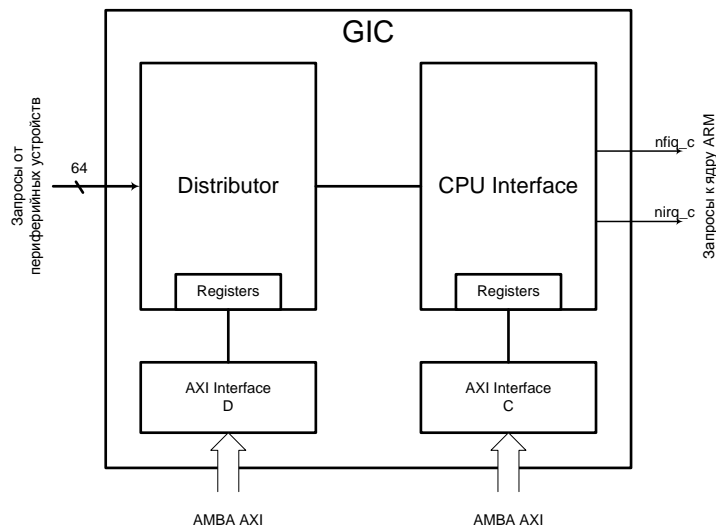 GIC
Запросы от
периферийных устройств
64
Distributor
CPU Interface
nfiq_c
nirq_c
Запросы к ядру ARM
Registers
Registers
AXI Interface
D
AXI Interface
C
AMBA AXI
AMBA AXI